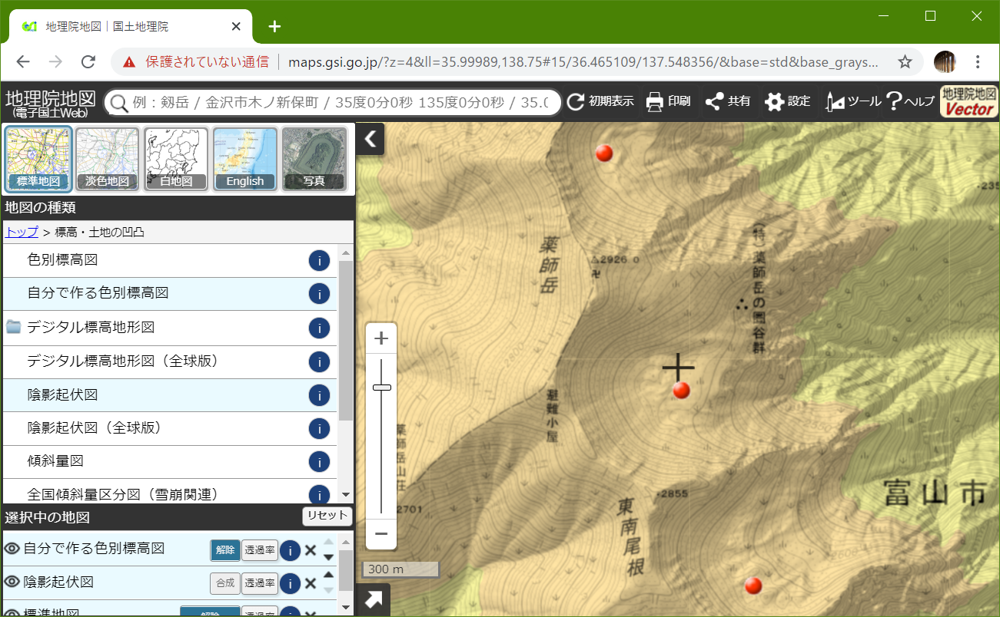 地理院地図｜国土地理院
保護されていない通信 maps.gsi.go.jp/?z=4&ll=35.99989,138.75#15/36.465109/137.548356/&base=std&base_grays...
地理院地図
(電子国土Web)
例：剱岳 / 金沢市木ノ新保町 / 35度0分0秒 135度0分0秒 / 35.0
初期表示
印刷
共有
設定
ツール
ヘルプ
地理院地図
Vector
標準地図
淡色地図
白地図
English
写真
地図の種類
トップ > 標高・土地の凹凸
色別標高図
自分で作る色別標高図
デジタル標高地形図
デジタル標高地形図（全球版）
陰影起伏図
陰影起伏図（全球版）
傾斜量図
全国傾斜量区分図（雪崩関連）
選択中の地図
リセット
自分で作る色別標高図 解除 透過率
陰影起伏図 合成 透過率
標準地図 解除 透過率
薬師岳
2926
(特)薬師岳の圏谷群
避難小屋
薬師岳山荘
2701
2855
東南尾根
富山市
300 m